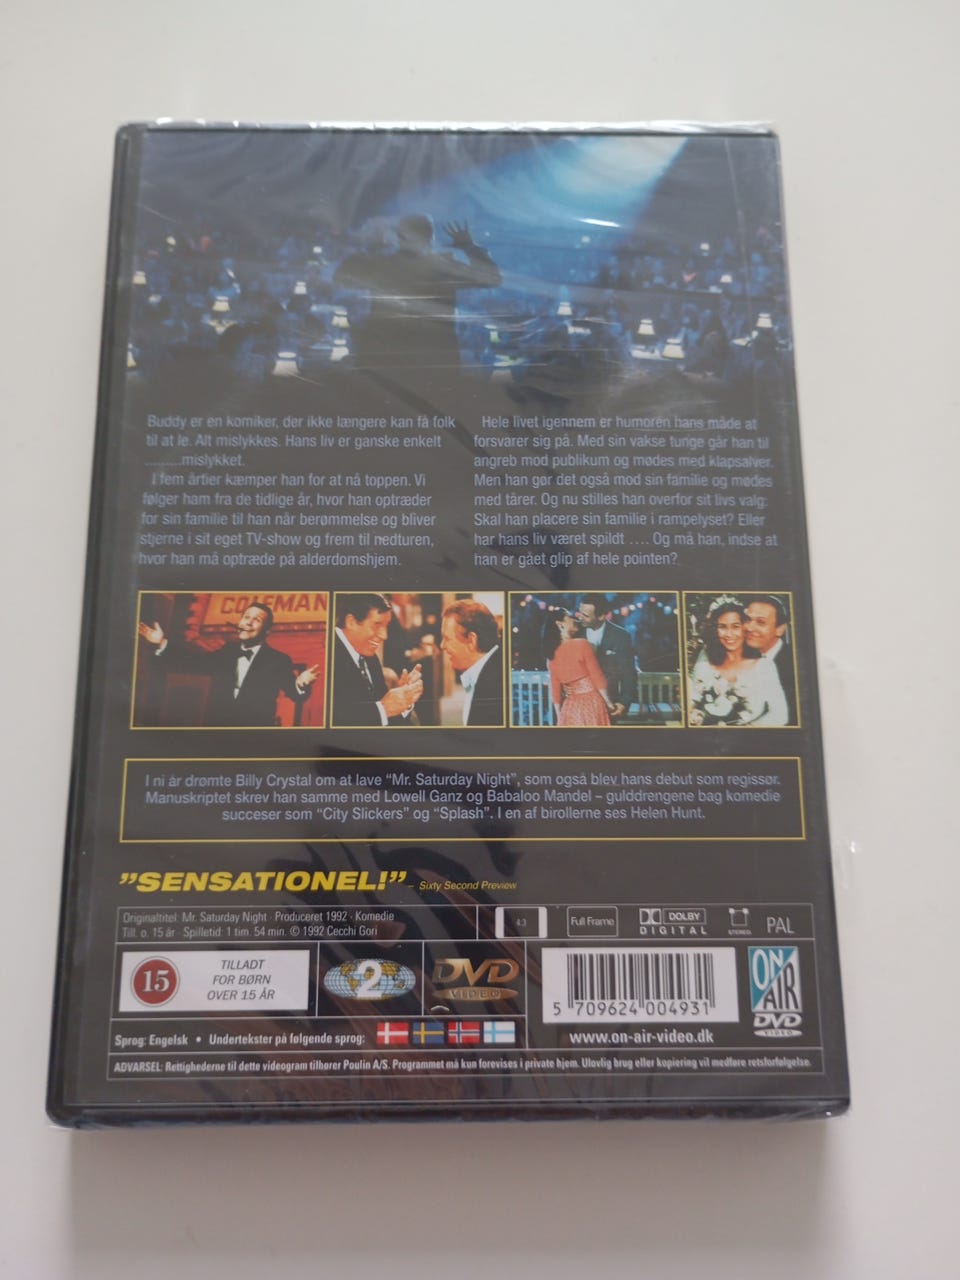 Buddy er en komiker, der ikke længere kan få folk
til at le. Alt mislykkes. Hans liv er ganske enkelt
.........mislykket.
I fem årtier kæmper han for at nå toppen. Vi
følger ham fra de tidlige år, hvor han optræder
for sin familie til han når berømmelse og bliver
stjerne i sit eget TV-show og frem til nedturen,
hvor han må optræde på alderdomshjem.
Hele livet igennem er humoren hans måde at
forsvarer sig på. Med sin vakse tunge går han til
angreb mod publikum og mødes med klapsalver.
Men han gør det også mod sin familie og mødes
med tårer. Og nu stilles han overfor sit livs valg:
Skal han placere sin familie i rampelyset? Eller
har hans liv været spildt .... Og må han, indse at
han er gået glip af hele pointen?
COLEMAN
I ni år drømte Billy Crystal om at lave "Mr. Saturday Night", som også blev hans debut som regissør.
Manuskriptet skrev han samme med Lowell Ganz og Babaloo Mandel – gulddrengene bag komedie
succeser som "City Slickers" og "Splash". I en af birollerne ses Helen Hunt.
"SENSATIONEL!" – Sixty Second Preview
Originaltitel: Mr. Saturday Night · Produceret 1992 · Komedie
Till. o. 15 år · Spilletid: 1 tim. 54 min. © 1992 Cecchi Gori
4:3
Full Frame
DOLBY
DIGITAL
STEREO
PAL
15
TILLADT
FOR BØRN
OVER 15 ÅR
2
DVD
VIDEO
5 709624 004931
ON
AIR
DVD
VIDEO
Sprog: Engelsk • Undertekster på følgende sprog:
www.on-air-video.dk
ADVARSEL: Rettighederne til dette videogram tilhører Poulin A/S. Programmet må kun forevises i private hjem. Ulovlig brug eller kopiering vil medføre retsforfølgelse.